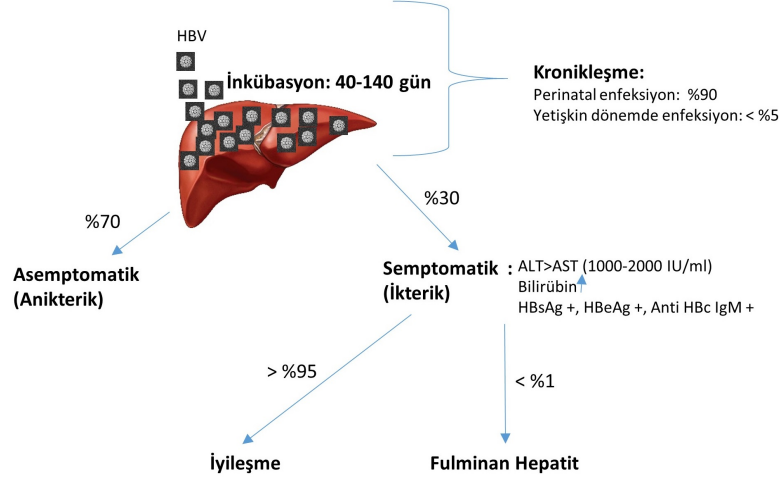 HBV
İnkübasyon: 40-140 gün
Kronikleşme:
Perinatal enfeksiyon: %90
Yetişkin dönemde enfeksiyon: < %5
%70
%30
Asemptomatik
(Anikterik)
Semptomatik :
(İkterik)
ALT>AST (1000-2000 IU/ml)
Bilirübin
HBsAg +, HBeAg +, Anti HBc IgM +
> %95
< %1
İyileşme
Fulminan Hepatit